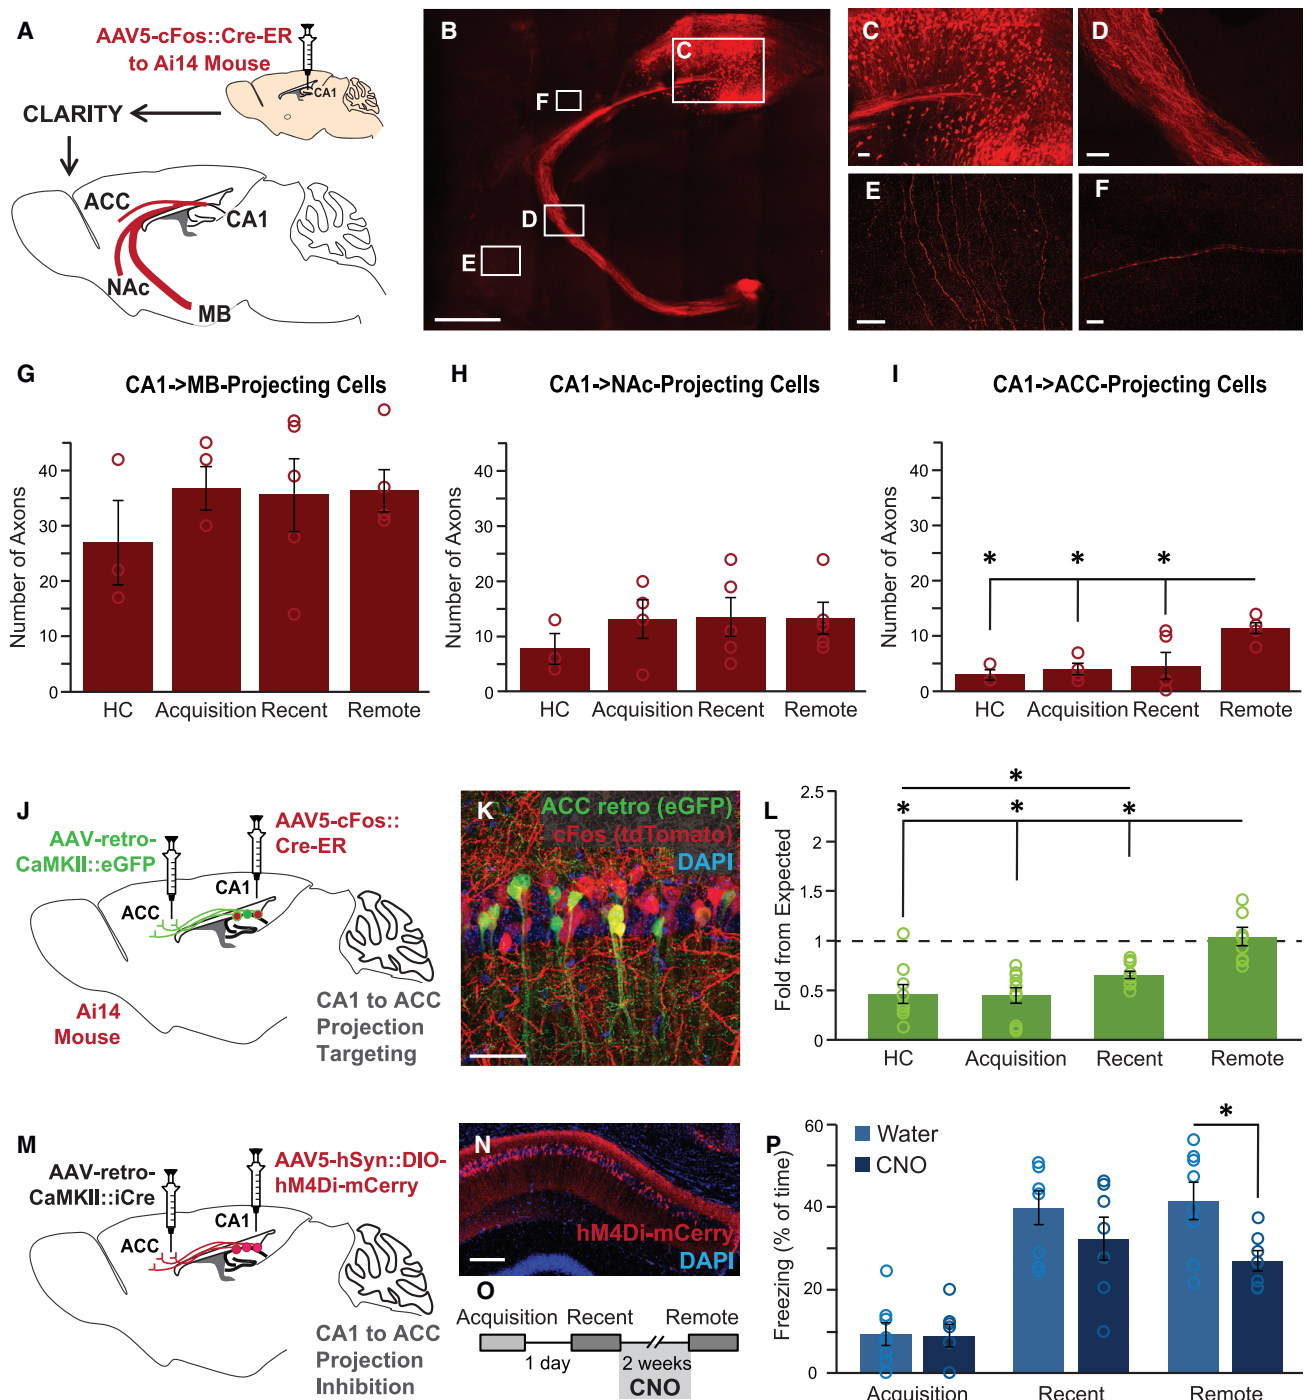 A
AAV5-cFos::Cre-ER
to Ai14 Mouse
CA1
CLARITY
ACC
CA1
NAc
MB
B
C
F
D
E
C
D
E
F
G
CA1->MB-Projecting Cells
Number of Axons
40
30
20
10
0
HC
Acquisition
Recent
Remote
H
CA1->NAc-Projecting Cells
Number of Axons
40
30
20
10
0
HC
Acquisition
Recent
Remote
I
CA1->ACC-Projecting Cells
Number of Axons
40
30
20
10
0
*
*
*
HC
Acquisition
Recent
Remote
J
AAV-retro-
CaMKII::eGFP
AAV5-cFos::
Cre-ER
CA1
ACC
Ai14
Mouse
CA1 to ACC
Projection
Targeting
K
ACC retro (eGFP)
cFos (tdTomato)
DAPI
L
Fold from Expected
2.5
2
1.5
1
0.5
0
*
*
*
*
HC
Acquisition
Recent
Remote
M
AAV-retro-
CaMKII::iCre
AAV5-hSyn::DIO-
hM4Di-mCerry
CA1
ACC
CA1 to ACC
Projection
Inhibition
N
hM4Di-mCerry
DAPI
O
Acquisition
Recent
Remote
1 day
2 weeks
CNO
P
Freezing (% of time)
60
40
20
0
Water
CNO
*
Acquisition
Recent
Remote